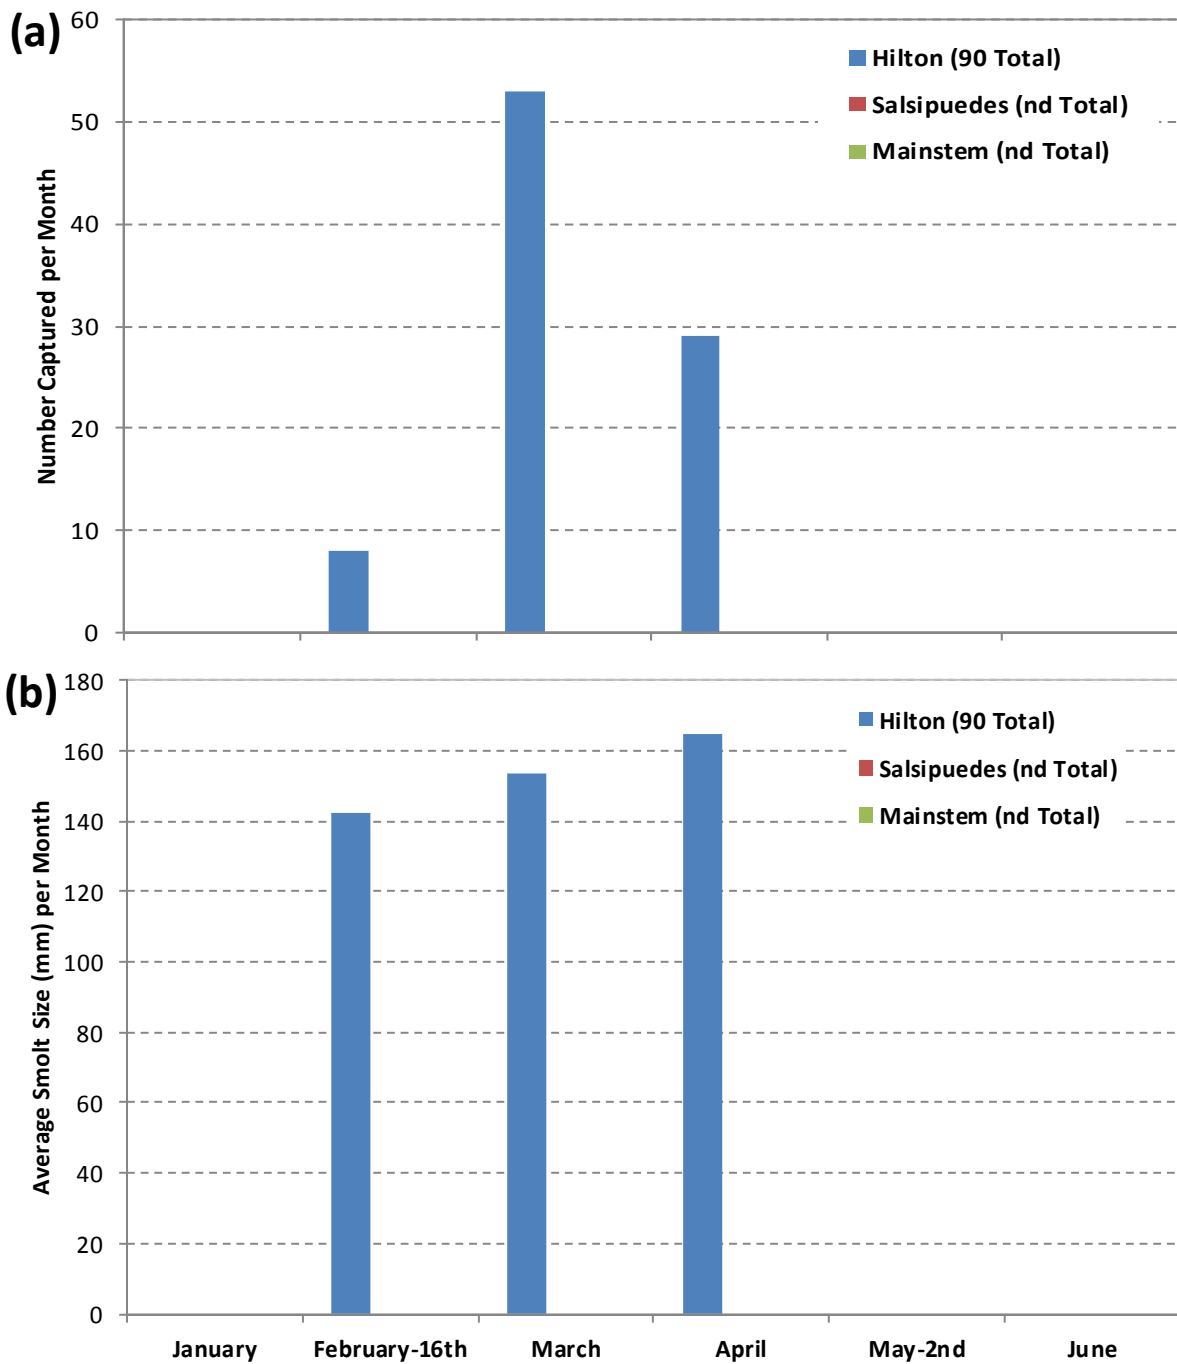 (a)
Number Captured per Month
60
50
40
30
20
10
0
Hilton (90 Total)
Salsipuedes (nd Total)
Mainstem (nd Total)
(b)
Average Smolt Size (mm) per Month
180
160
140
120
100
80
60
40
20
0
Hilton (90 Total)
Salsipuedes (nd Total)
Mainstem (nd Total)
January February-16th March April May-2nd June